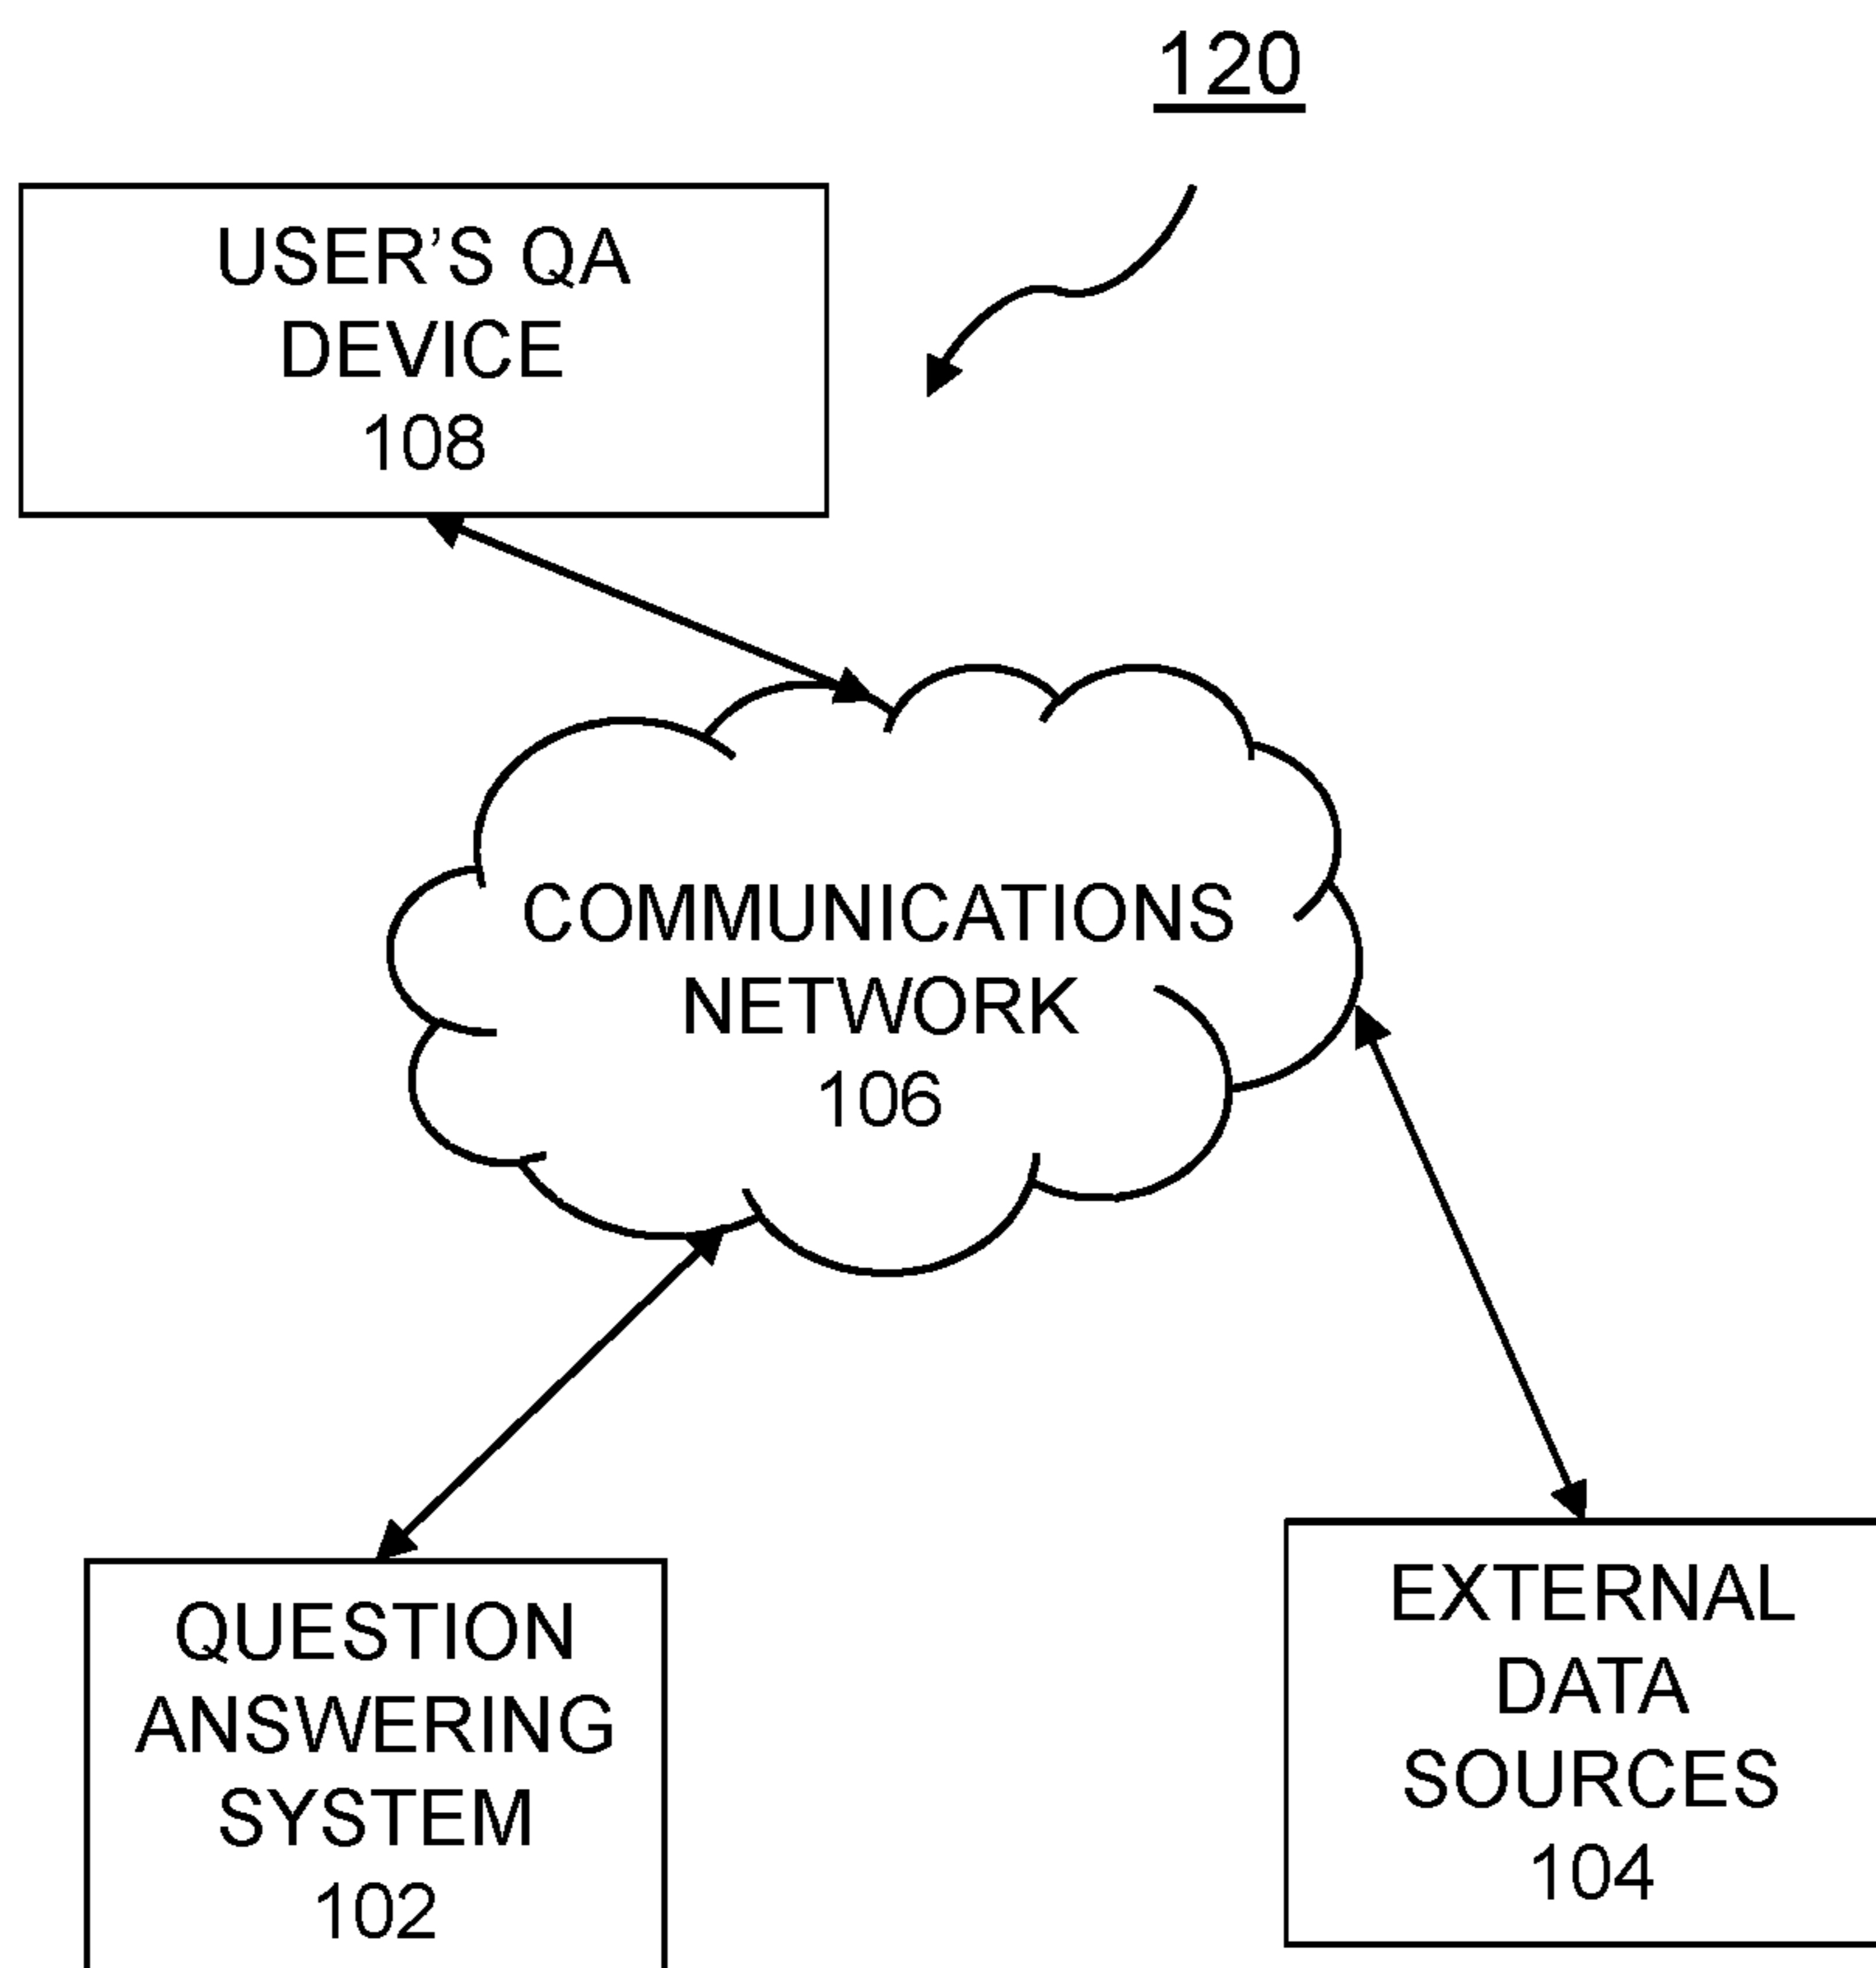 120
USER’S QA
DEVICE
108
COMMUNICATIONS
NETWORK
106
QUESTION
ANSWERING
SYSTEM
102
EXTERNAL
DATA
SOURCES
104